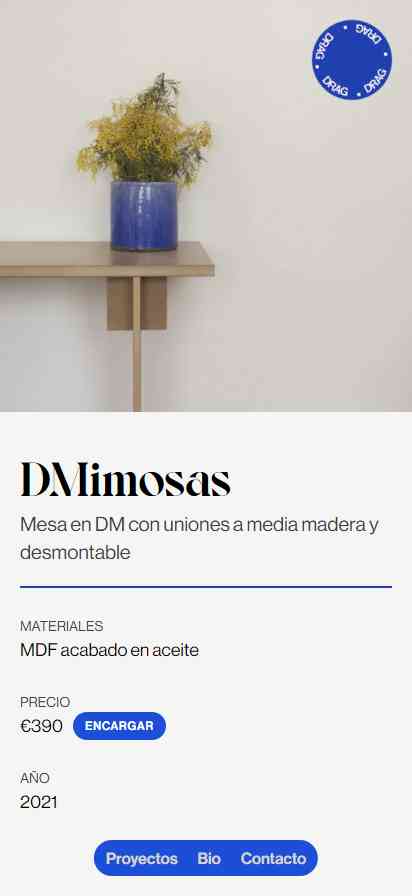 DRAG · DRAG · DRAG · DRAG ·
DMimosas
Mesa en DM con uniones a media madera y
desmontable
MATERIALES
MDF acabado en aceite
PRECIO
€390 ENCARGAR
AÑO
2021
Proyectos Bio Contacto